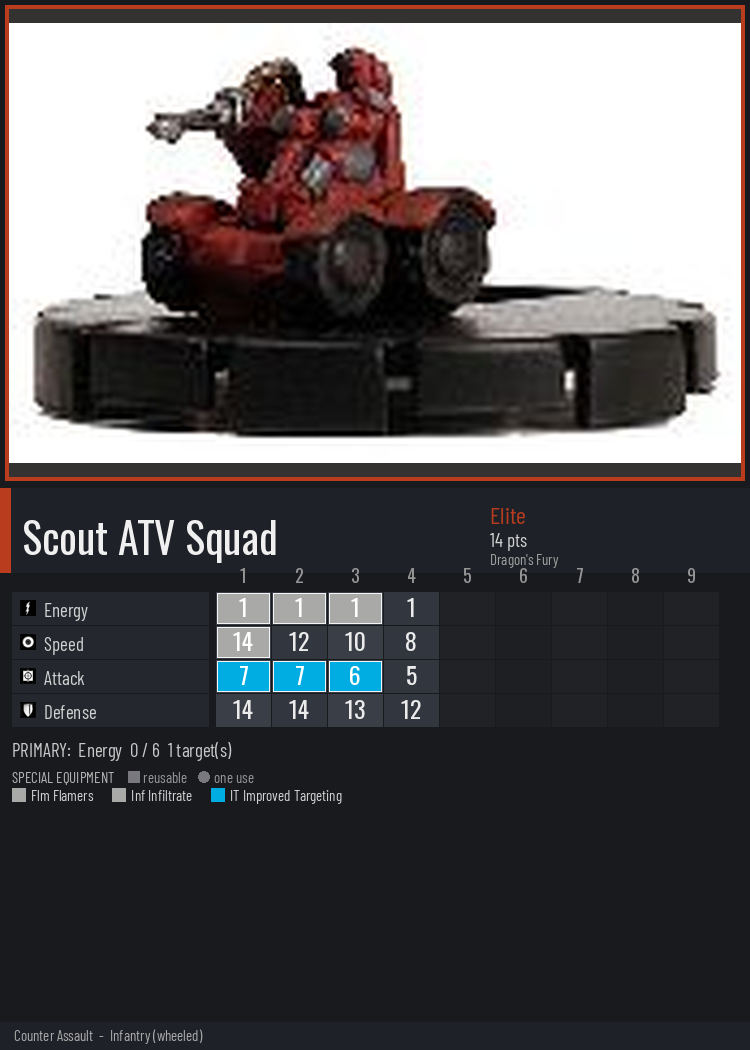 Scout ATV Squad
Elite
14 pts
Dragon's Fury
1 2 3 4 5 6 7 8 9
Energy 1 1 1 1
Speed 14 12 10 8
Attack 7 7 6 5
Defense 14 14 13 12
PRIMARY: Energy 0 / 6 1 target(s)
SPECIAL EQUIPMENT reusable one use
Flm Flamers Inf Infiltrate IT Improved Targeting
Counter Assault - Infantry (wheeled)